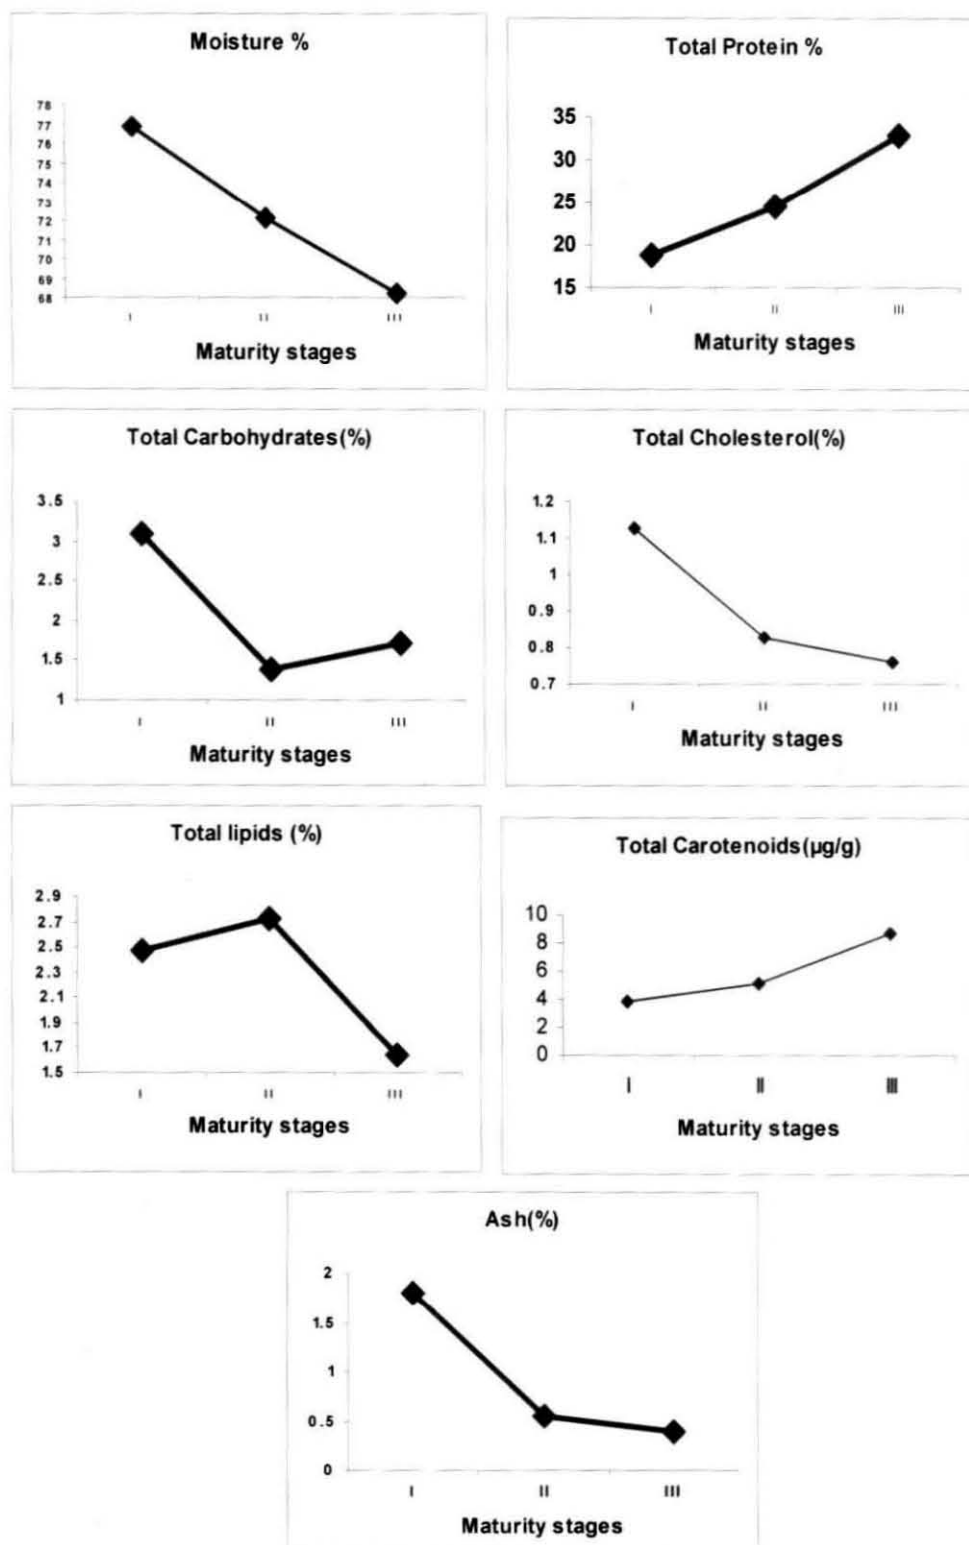 Moisture %
78
77
76
75
74
73
72
71
70
69
68
I II III
Maturity stages
Total Protein %
35
30
25
20
15
I II III
Maturity stages
Total Carbohydrates(%)
3.5
3
2.5
2
1.5
1
I II III
Maturity stages
Total Cholesterol(%)
1.2
1.1
1
0.9
0.8
0.7
I II III
Maturity stages
Total lipids (%)
2.9
2.7
2.5
2.3
2.1
1.9
1.7
1.5
I II III
Maturity stages
Total Carotenoids(µg/g)
10
8
6
4
2
0
I II III
Maturity stages
Ash(%)
2
1.5
1
0.5
0
I II III
Maturity stages